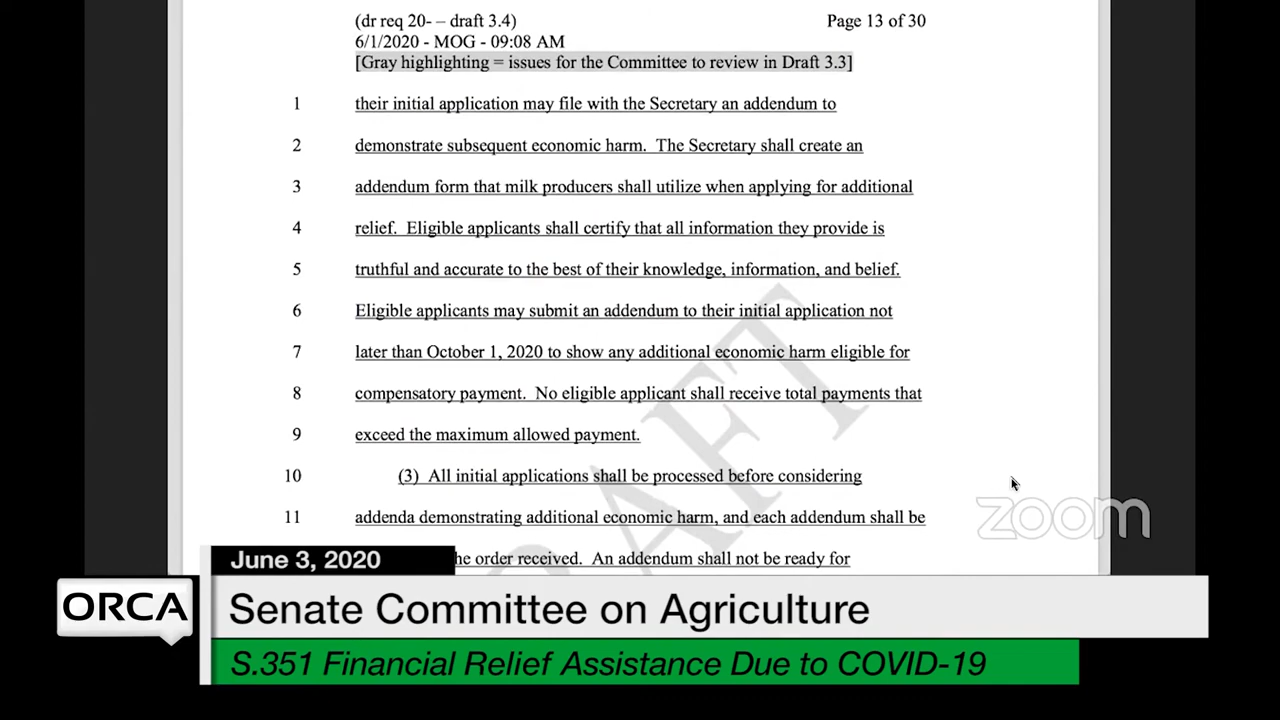 (dr req 20- – draft 3.4) Page 13 of 30
6/1/2020 - MOG - 09:08 AM
[Gray highlighting = issues for the Committee to review in Draft 3.3]
1 their initial application may file with the Secretary an addendum to
2 demonstrate subsequent economic harm. The Secretary shall create an
3 addendum form that milk producers shall utilize when applying for additional
4 relief. Eligible applicants shall certify that all information they provide is
5 truthful and accurate to the best of their knowledge, information, and belief.
6 Eligible applicants may submit an addendum to their initial application not
7 later than October 1, 2020 to show any additional economic harm eligible for
8 compensatory payment. No eligible applicant shall receive total payments that
9 exceed the maximum allowed payment.
10 (3) All initial applications shall be processed before considering
11 addenda demonstrating additional economic harm, and each addendum shall be
order received. An addendum shall not be ready for
DRAFT
zoom
June 3, 2020
ORCA
Senate Committee on Agriculture
S.351 Financial Relief Assistance Due to COVID-19